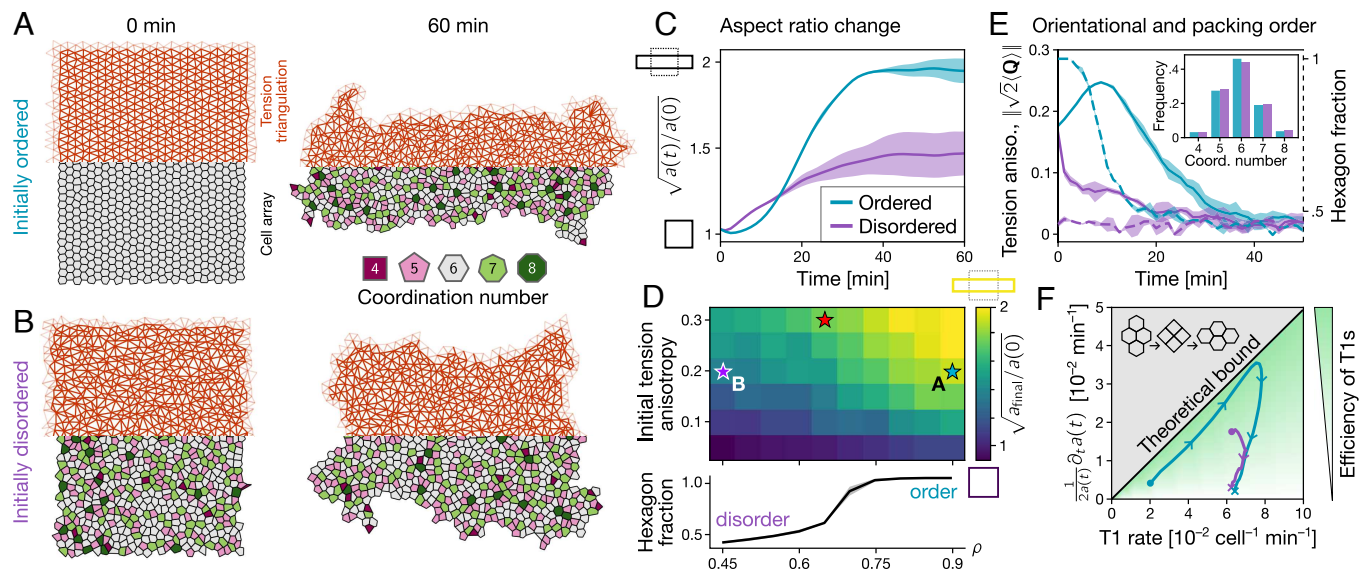 A
0 min
60 min
Initially ordered
Tension
triangulation
Cell array
4 5 6 7 8
Coordination number
B
Initially disordered
C
Aspect ratio change
√a(t)/a(0)
2
1.5
1
Ordered
Disordered
0 20 40 60
Time [min]
D
Initial tension
anisotropy
0.3
0.2
0.1
B
A
2
1
√a_final/a(0)
Hexagon
fraction
1.0
0.5
disorder
order
0.45 0.6 0.75 0.9
ρ
E
Orientational and packing order
Tension aniso., ‖√2⟨Q⟩‖
0.3
0.2
0.1
0
Frequency
.4
.2
0
4 5 6 7 8
Coord. number
1
.5
Hexagon fraction
0 20 40
Time [min]
F
1/2a(t) ∂ₜa(t) [10⁻² min⁻¹]
5
4
3
2
1
0
Theoretical bound
0 2 4 6 8 10
T1 rate [10⁻² cell⁻¹ min⁻¹]
Efficiency of T1s